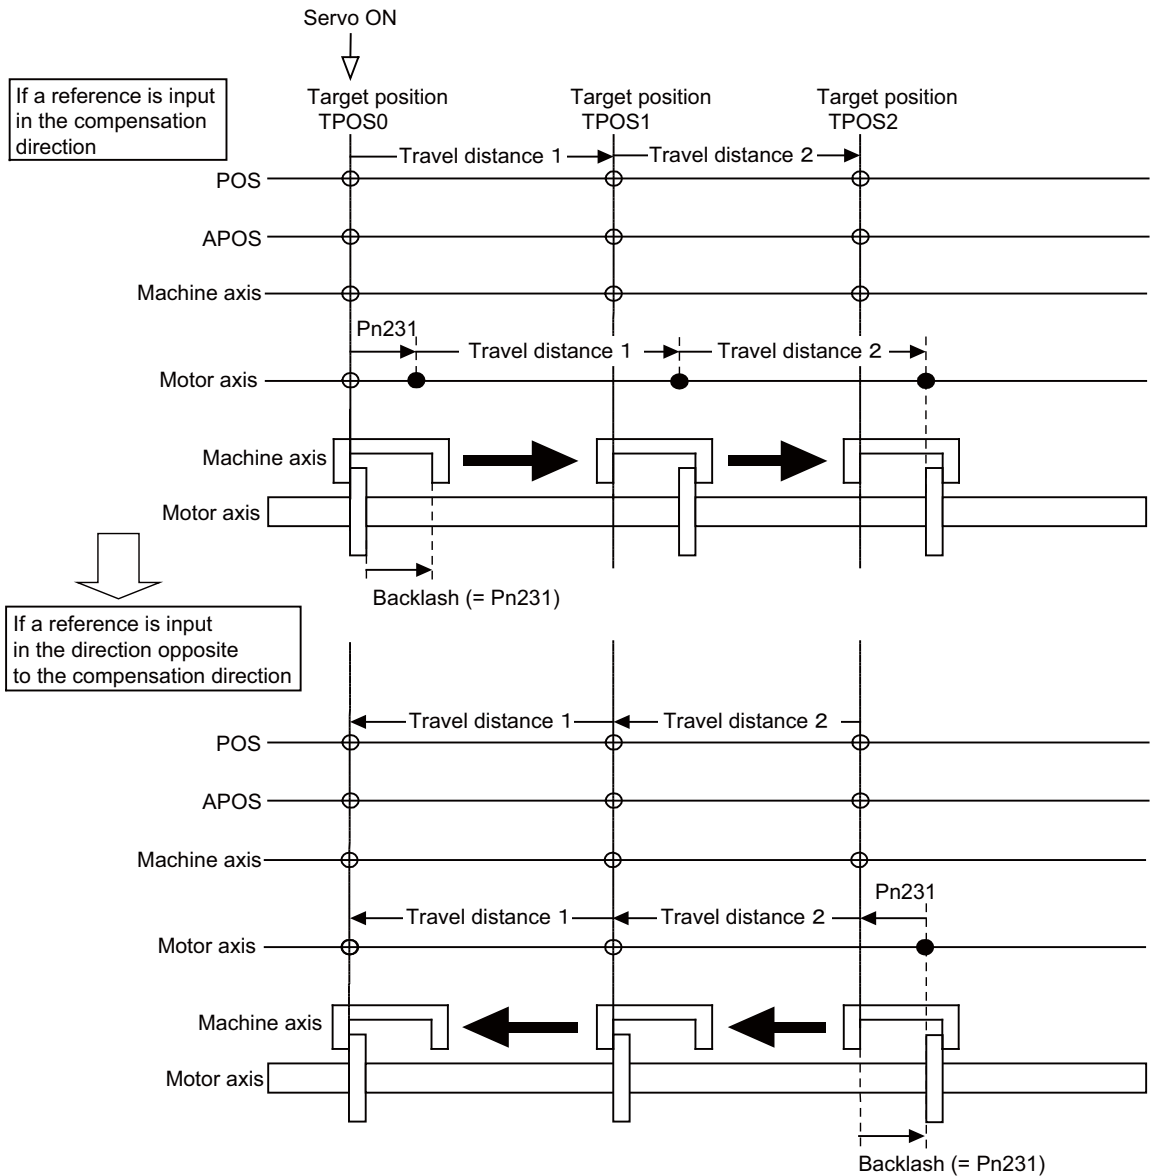 Servo ON
If a reference is input
in the compensation
direction
Target position
TPOS0
Target position
TPOS1
Target position
TPOS2
Travel distance 1
Travel distance 2
POS
APOS
Machine axis
Pn231
Travel distance 1
Travel distance 2
Motor axis
Machine axis
Motor axis
Backlash (= Pn231)
If a reference is input
in the direction opposite
to the compensation direction
Travel distance 1
Travel distance 2
POS
APOS
Machine axis
Pn231
Travel distance 1
Travel distance 2
Motor axis
Machine axis
Motor axis
Backlash (= Pn231)